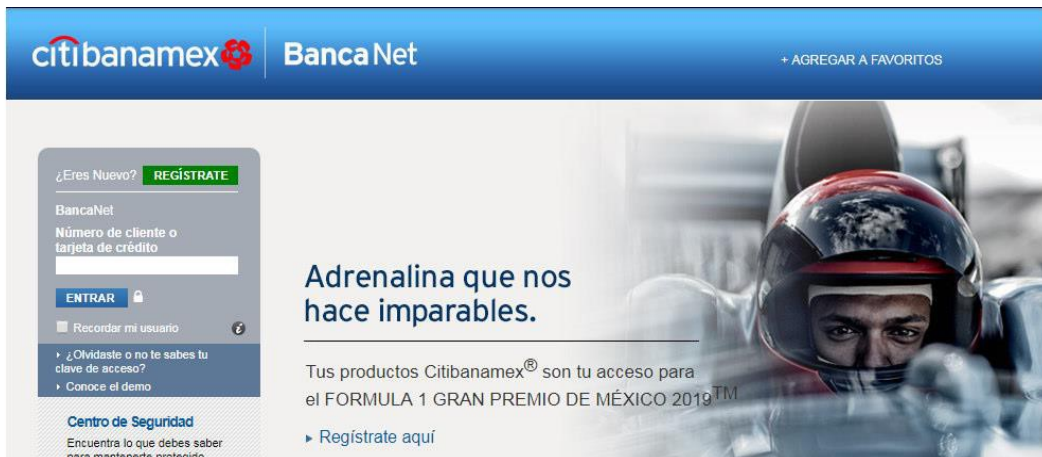 citibanamex BancaNet
+ AGREGAR A FAVORITOS
¿Eres Nuevo? REGÍSTRATE
BancaNet
Número de cliente o
tarjeta de crédito
ENTRAR
Recordar mi usuario
¿Olvidaste o no te sabes tu
clave de acceso?
Conoce el demo
Centro de Seguridad
Encuentra lo que debes saber
para mantenerte protegido
Adrenalina que nos
hace imparables.
Tus productos Citibanamex® son tu acceso para
el FORMULA 1 GRAN PREMIO DE MÉXICO 2019TM
Regístrate aquí